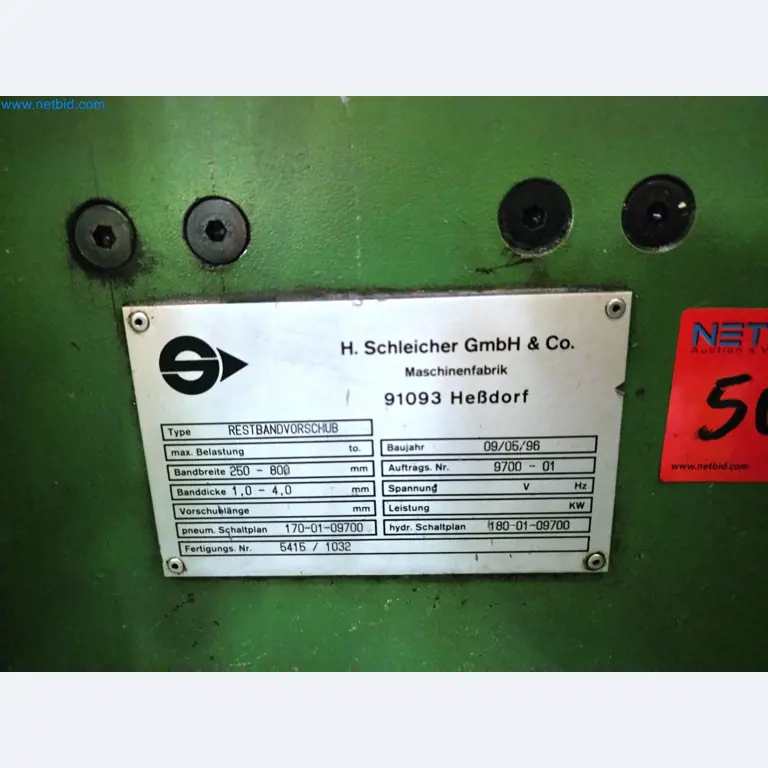 www.netbid.com
H. Schleicher GmbH & Co.
Maschinenfabrik
91093 Heßdorf
Type RESTBANDVORSCHUB
max. Belastung to. Baujahr 09/05/96
Bandbreite 250 - 800 mm Auftrags. Nr. 9700 - 01
Banddicke 1,0 - 4,0 mm Spannung V Hz
Vorschublänge mm Leistung KW
pneum. Schaltplan 170-01-09700 hydr. Schaltplan 180-01-09700
Fertigungs. Nr. 5416 / 1032
NET
Auction &
www.netbid.com